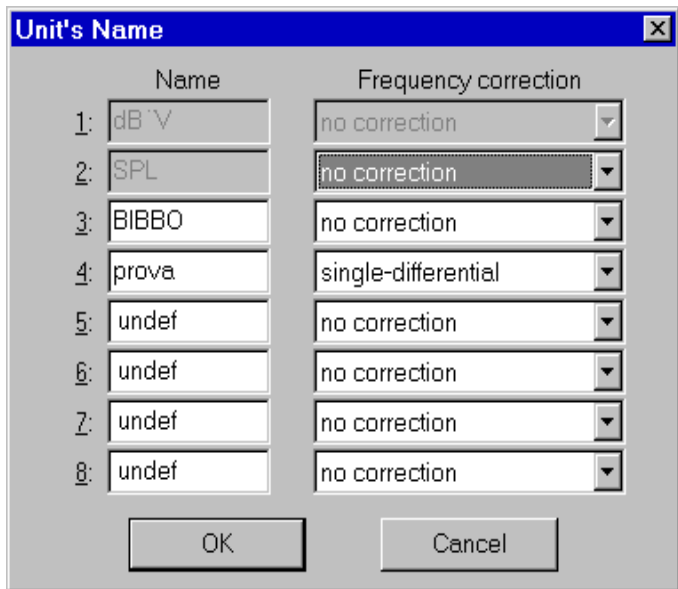 Unit's Name
Name Frequency correction
1: dB´V no correction
2: SPL no correction
3: BIBBO no correction
4: prova single-differential
5: undef no correction
6: undef no correction
7: undef no correction
8: undef no correction
OK Cancel